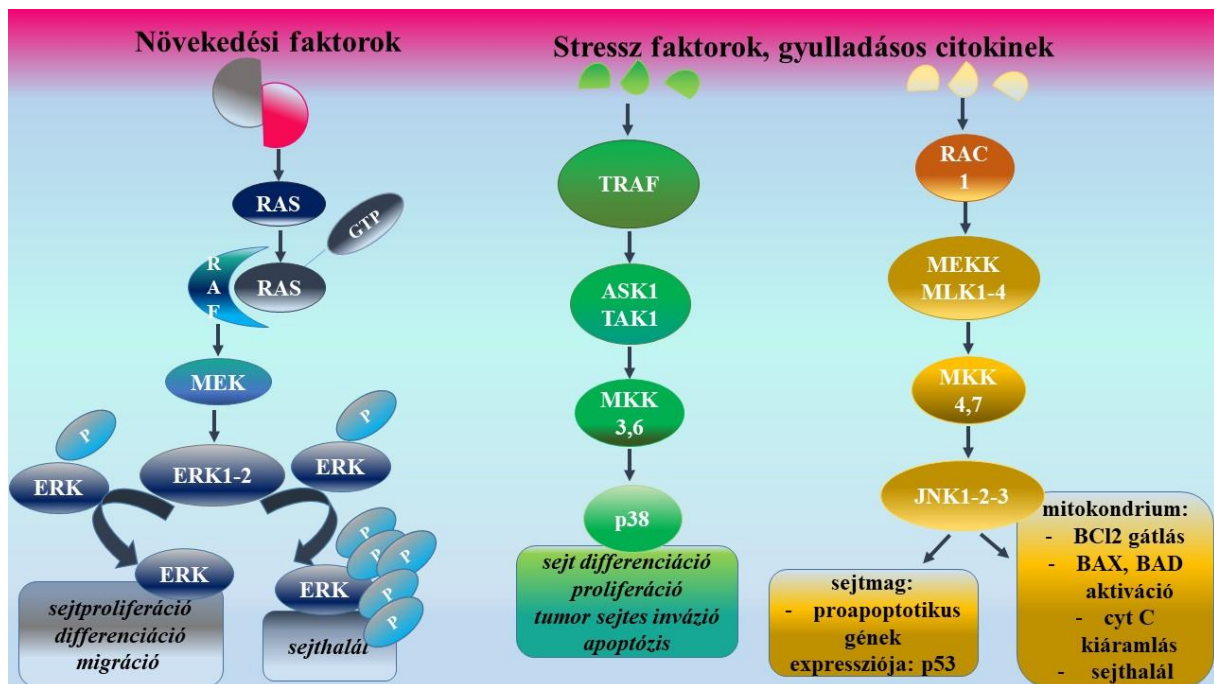 Növekedési faktorok
RAS
GTP
R
A
F
RAS
MEK
P
ERK
ERK1-2
P
ERK
ERK
sejtproliferáció
differenciáció
migráció
P
P
P
P
P
ERK
sejthalál
Stressz faktorok, gyulladásos citokinek
TRAF
ASK1
TAK1
MKK
3,6
p38
sejt differenciáció
proliferáció
tumor sejtes invázió
apoptózis
RAC
1
MEKK
MLK1-4
MKK
4,7
JNK1-2-3
sejtmag:
- proapoptotikus
gének
expressziója: p53
mitokondrium:
- BCl2 gátlás
- BAX, BAD
aktiváció
- cyt C
kiáramlás
- sejthalál